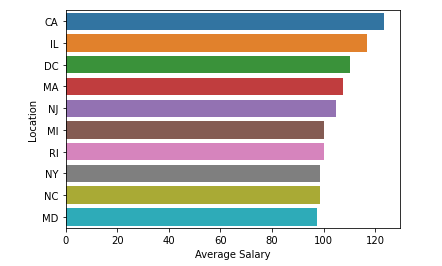 CA
IL
DC
MA
NJ
MI
RI
NY
NC
MD
Location
0 20 40 60 80 100 120
Average Salary